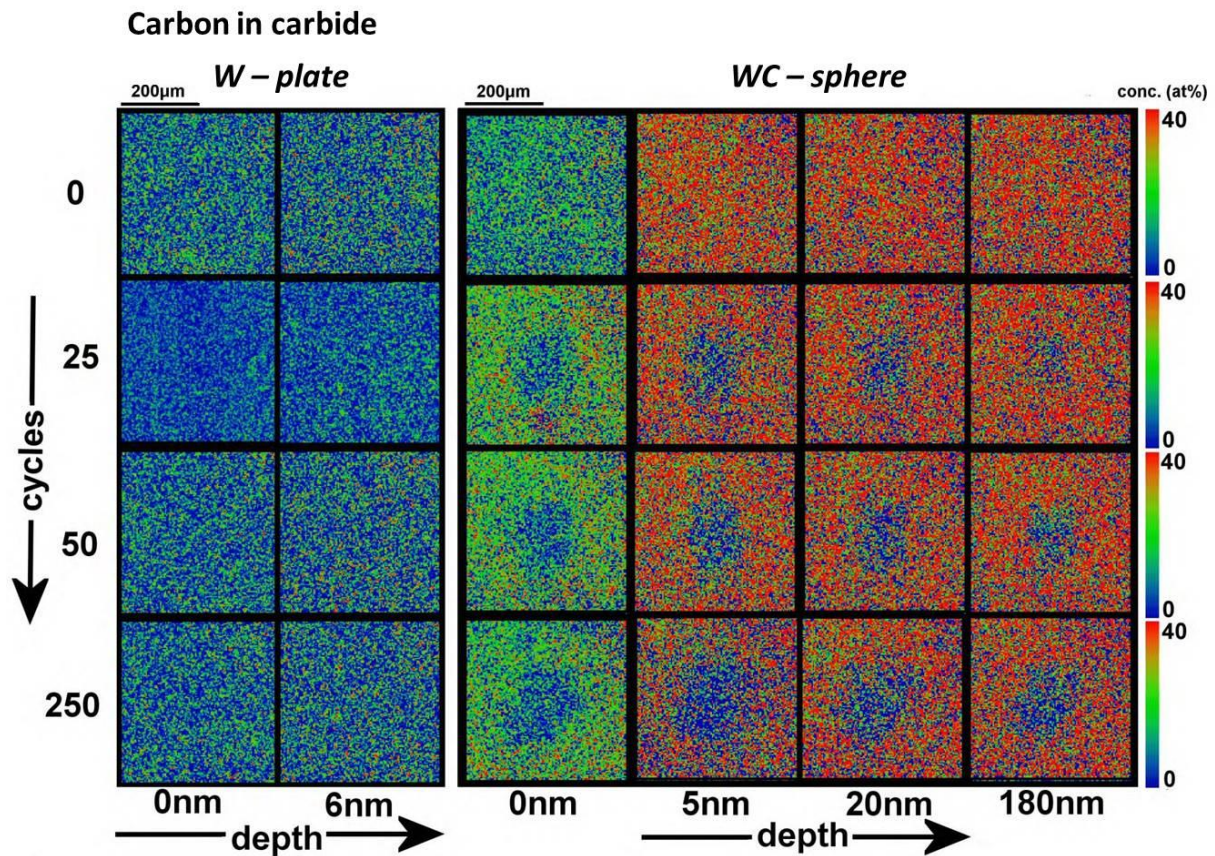 Carbon in carbide
W – plate
WC – sphere
200µm
200µm
conc. (at%)
40
0
0
40
25
0
cycles
40
50
0
40
250
0
0nm
6nm
0nm
5nm
20nm
180nm
depth
depth